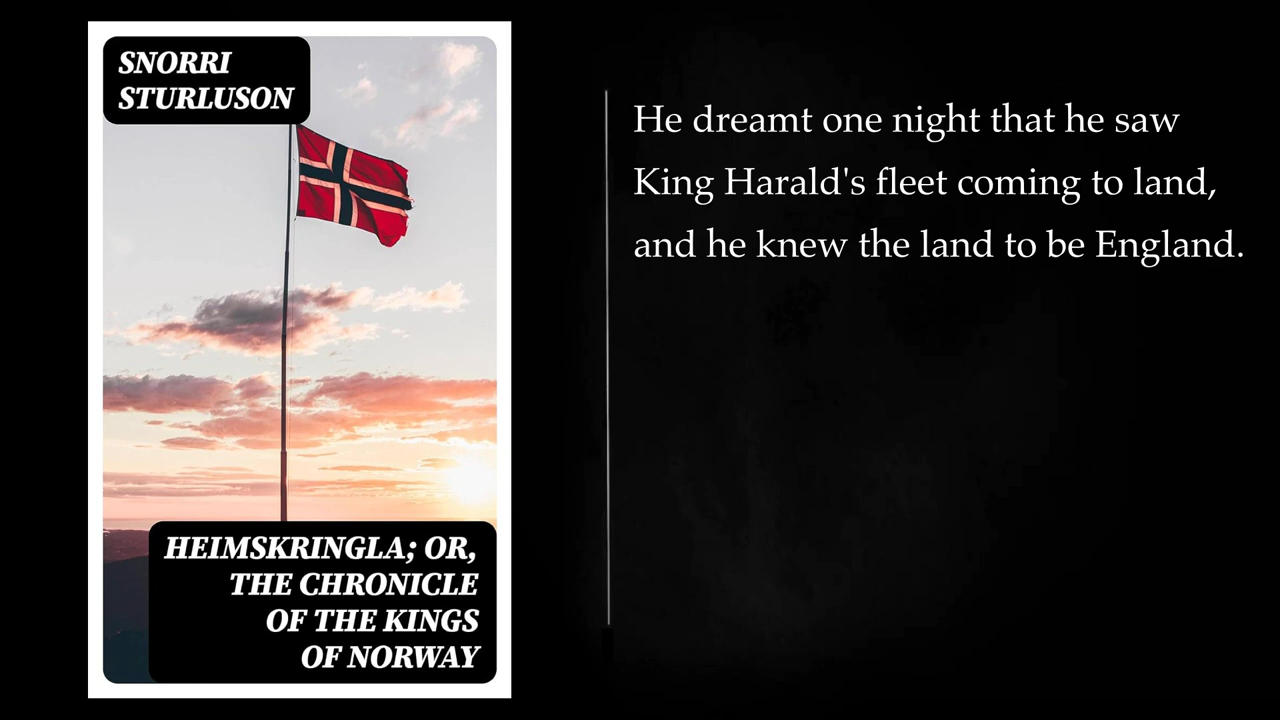 SNORRI
STURLUSON
HEIMSKRINGLA; OR,
THE CHRONICLE
OF THE KINGS
OF NORWAY
He dreamt one night that he saw
King Harald's fleet coming to land,
and he knew the land to be England.